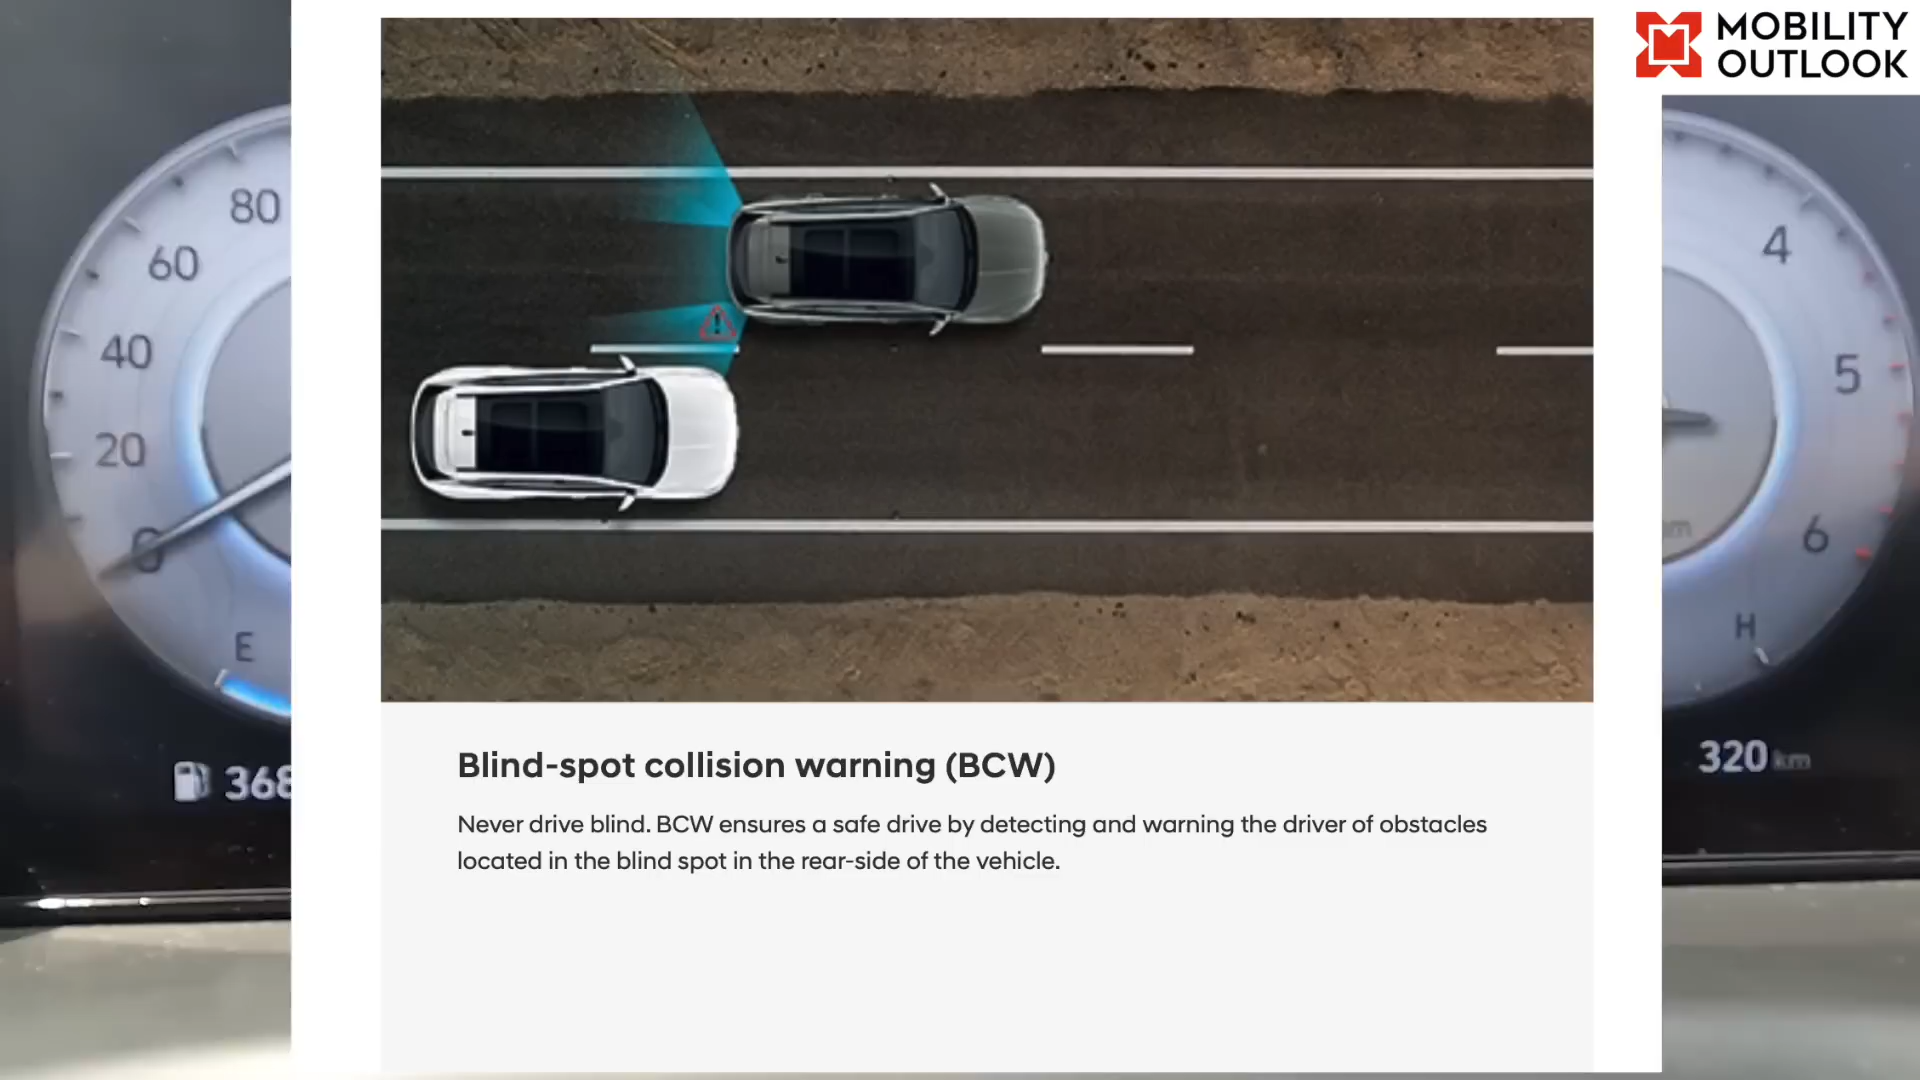 MOBILITY
OUTLOOK
80
60
40
20
0
E
368
4
5
6
H
320 km
Blind-spot collision warning (BCW)
Never drive blind. BCW ensures a safe drive by detecting and warning the driver of obstacles
located in the blind spot in the rear-side of the vehicle.